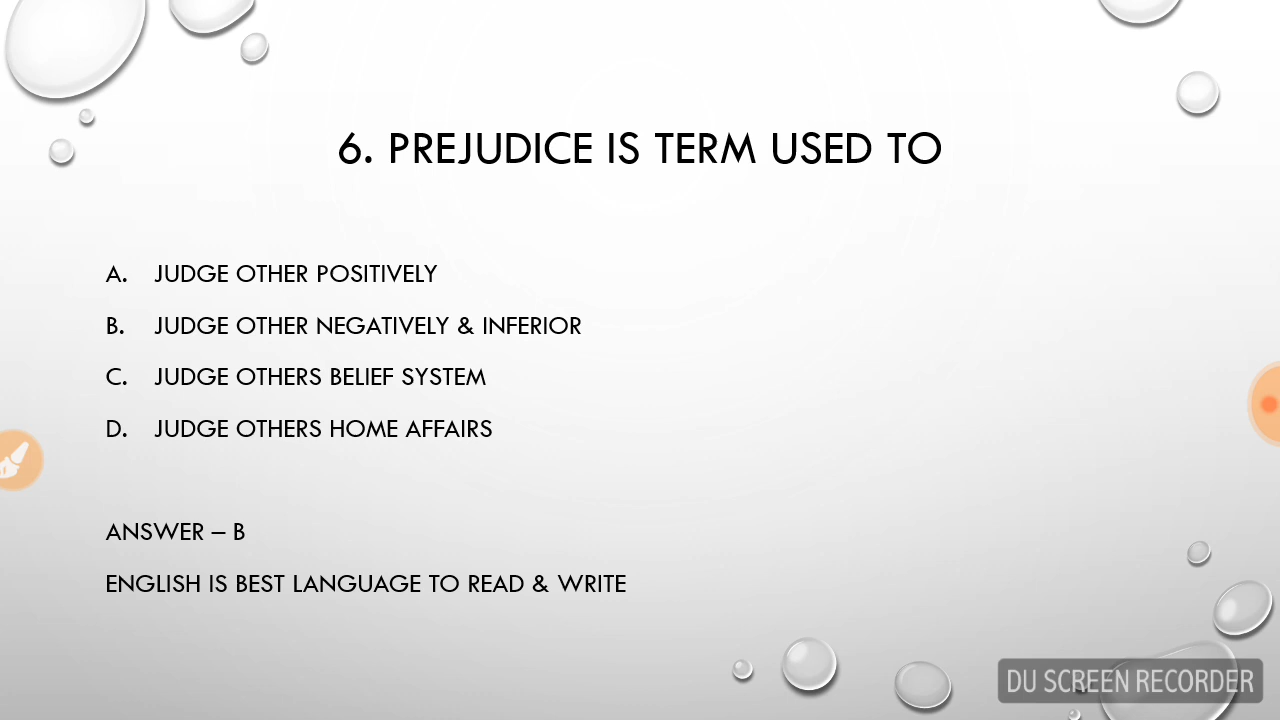 6. PREJUDICE IS TERM USED TO
A. JUDGE OTHER POSITIVELY
B. JUDGE OTHER NEGATIVELY & INFERIOR
C. JUDGE OTHERS BELIEF SYSTEM
D. JUDGE OTHERS HOME AFFAIRS
ANSWER – B
ENGLISH IS BEST LANGUAGE TO READ & WRITE
DU SCREEN RECORDER